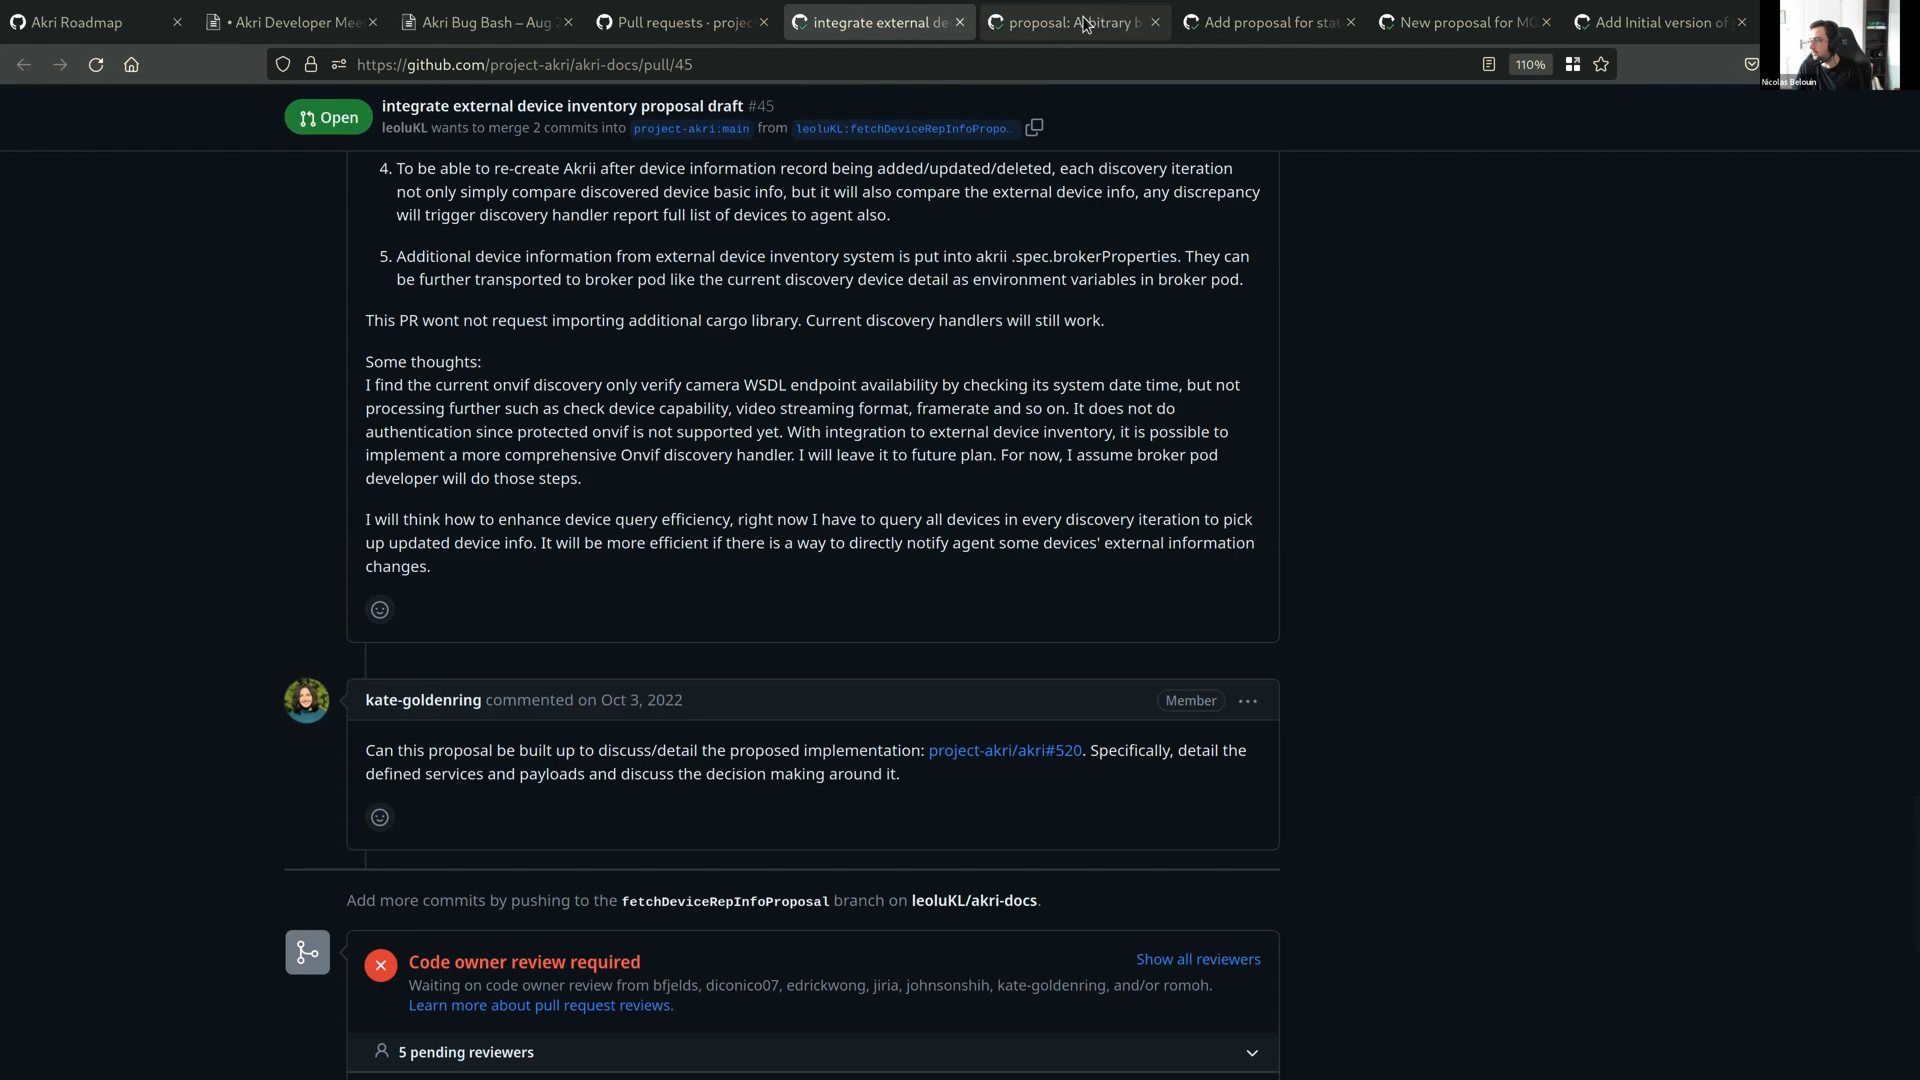 Akri Roadmap
• Akri Developer Mee
Akri Bug Bash – Aug 2
Pull requests · projec
integrate external de
proposal: Arbitrary b
Add proposal for stat
New proposal for MQ
Add Initial version of
https://github.com/project-akri/akri-docs/pull/45
110%
Nicolas Belouin
Open
integrate external device inventory proposal draft #45
leoluKL wants to merge 2 commits into project-akri:main from leoluKL:fetchDeviceRepInfoPropo…
4. To be able to re-create Akrii after device information record being added/updated/deleted, each discovery iteration
not only simply compare discovered device basic info, but it will also compare the external device info, any discrepancy
will trigger discovery handler report full list of devices to agent also.
5. Additional device information from external device inventory system is put into akrii .spec.brokerProperties. They can
be further transported to broker pod like the current discovery device detail as environment variables in broker pod.
This PR wont not request importing additional cargo library. Current discovery handlers will still work.
Some thoughts:
I find the current onvif discovery only verify camera WSDL endpoint availability by checking its system date time, but not
processing further such as check device capability, video streaming format, framerate and so on. It does not do
authentication since protected onvif is not supported yet. With integration to external device inventory, it is possible to
implement a more comprehensive Onvif discovery handler. I will leave it to future plan. For now, I assume broker pod
developer will do those steps.
I will think how to enhance device query efficiency, right now I have to query all devices in every discovery iteration to pick
up updated device info. It will be more efficient if there is a way to directly notify agent some devices' external information
changes.
kate-goldenring commented on Oct 3, 2022
Member
Can this proposal be built up to discuss/detail the proposed implementation: project-akri/akri#520. Specifically, detail the
defined services and payloads and discuss the decision making around it.
Add more commits by pushing to the fetchDeviceRepInfoProposal branch on leoluKL/akri-docs.
Code owner review required
Show all reviewers
Waiting on code owner review from bfjelds, diconico07, edrickwong, jiria, johnsonshih, kate-goldenring, and/or romoh.
Learn more about pull request reviews.
5 pending reviewers